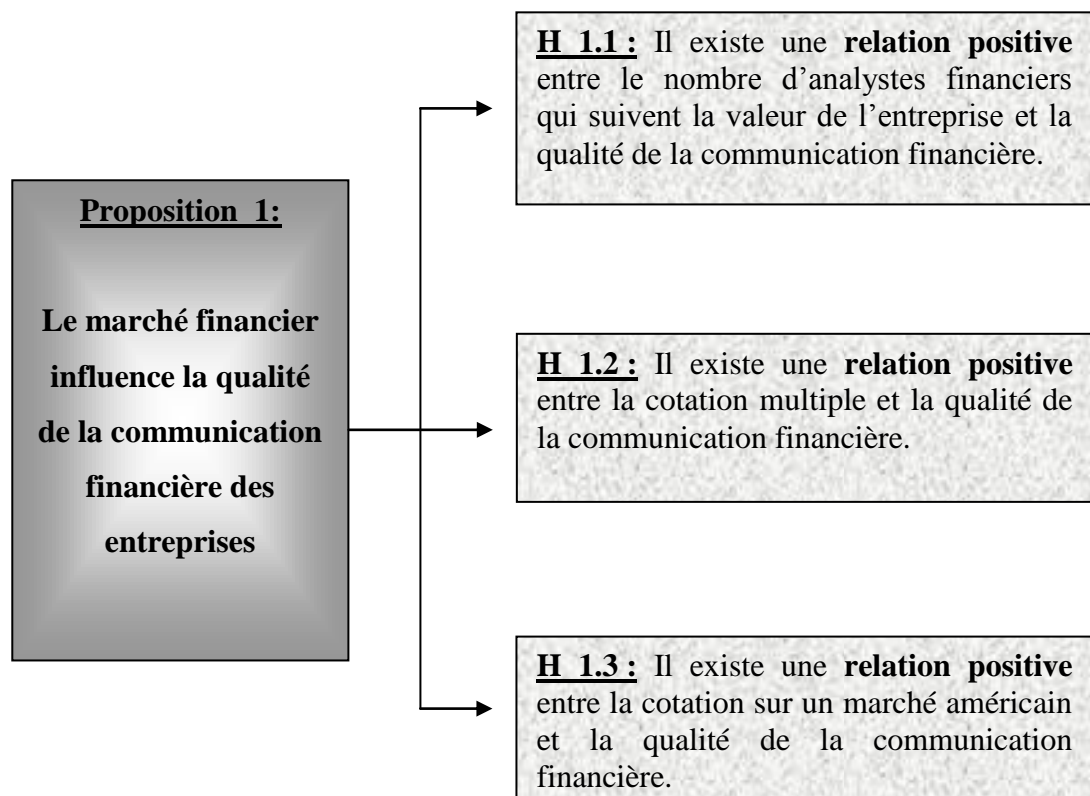 Proposition 1:
Le marché financier
influence la qualité
de la communication
financière des
entreprises
H 1.1 : Il existe une relation positive
entre le nombre d’analystes financiers
qui suivent la valeur de l’entreprise et la
qualité de la communication financière.
H 1.2 : Il existe une relation positive
entre la cotation multiple et la qualité de
la communication financière.
H 1.3 : Il existe une relation positive
entre la cotation sur un marché américain
et la qualité de la communication
financière.